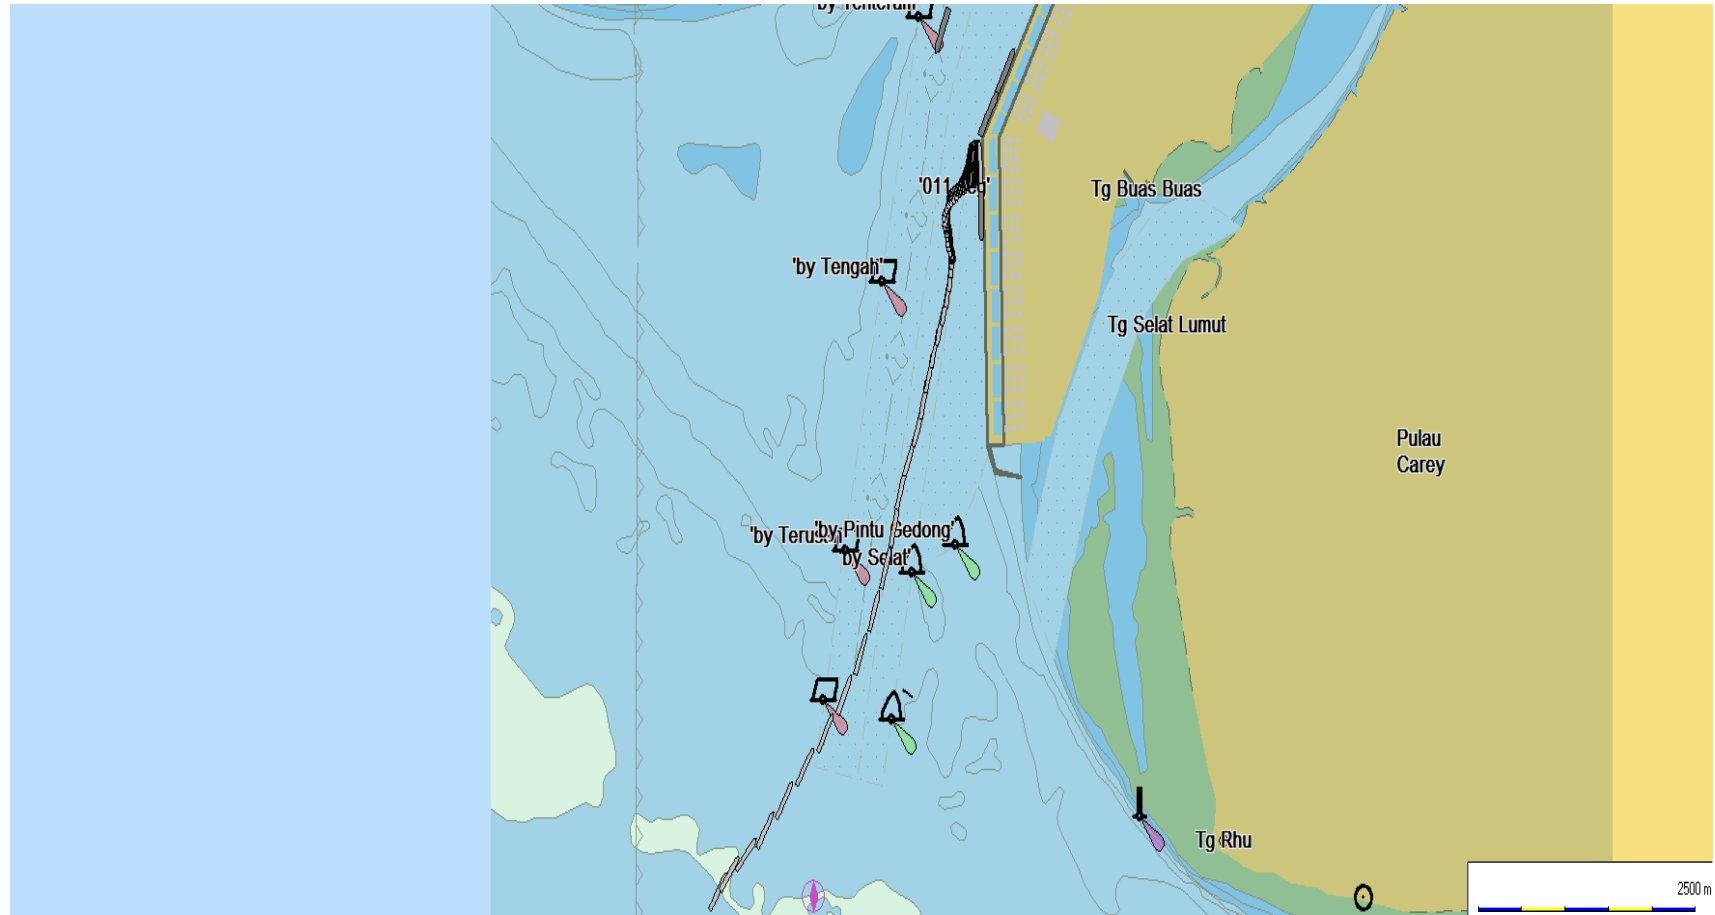 'by Tengah'
Tg Buas Buas
Tg Selat Lumut
Pulau
Carey
'by Pintu Gedong'
by Selat'
Tg Rhu
2500 m